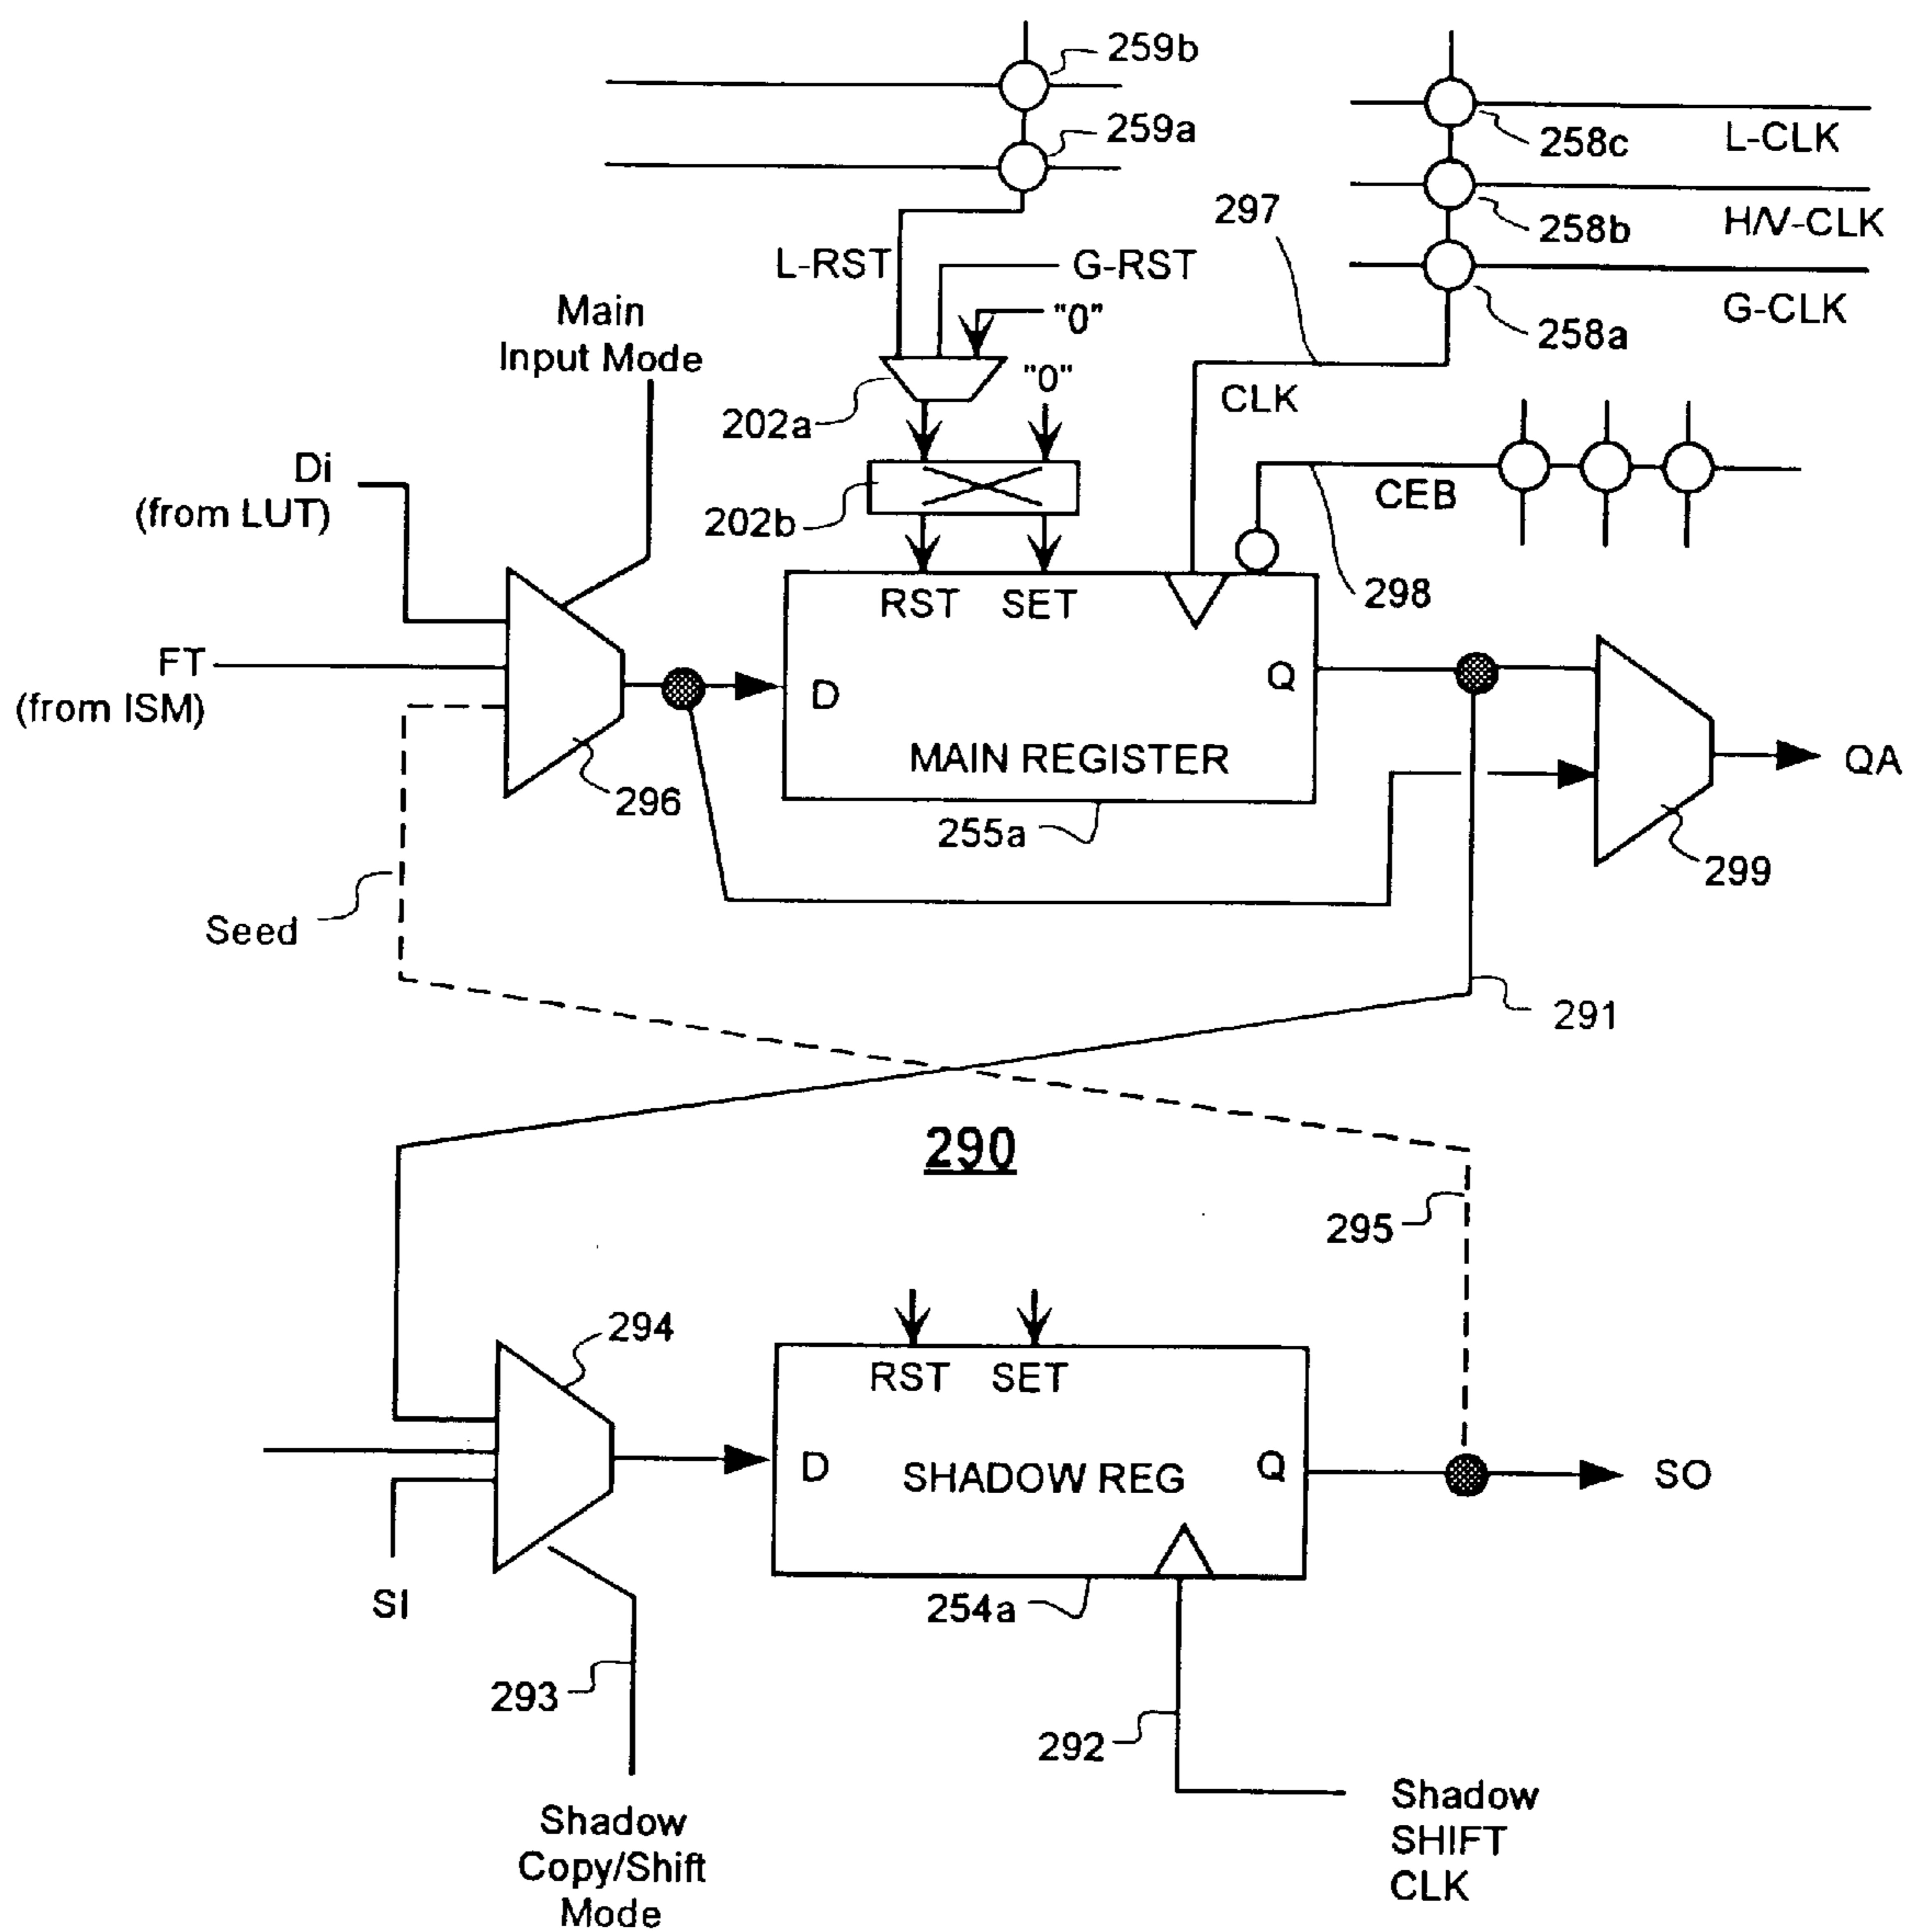 259b
259a
L-CLK
258c
H/V-CLK
258b
G-CLK
258a
297
L-RST
G-RST
"0"
Main
Input Mode
"0"
202a
CLK
Di
(from LUT)
CEB
202b
298
RST SET
FT
(from ISM)
D
Q
MAIN REGISTER
QA
296
255a
299
Seed
291
290
295
294
RST SET
D
SHADOW REG
Q
SO
SI
254a
293
292
Shadow
Copy/Shift
Mode
Shadow
SHIFT
CLK